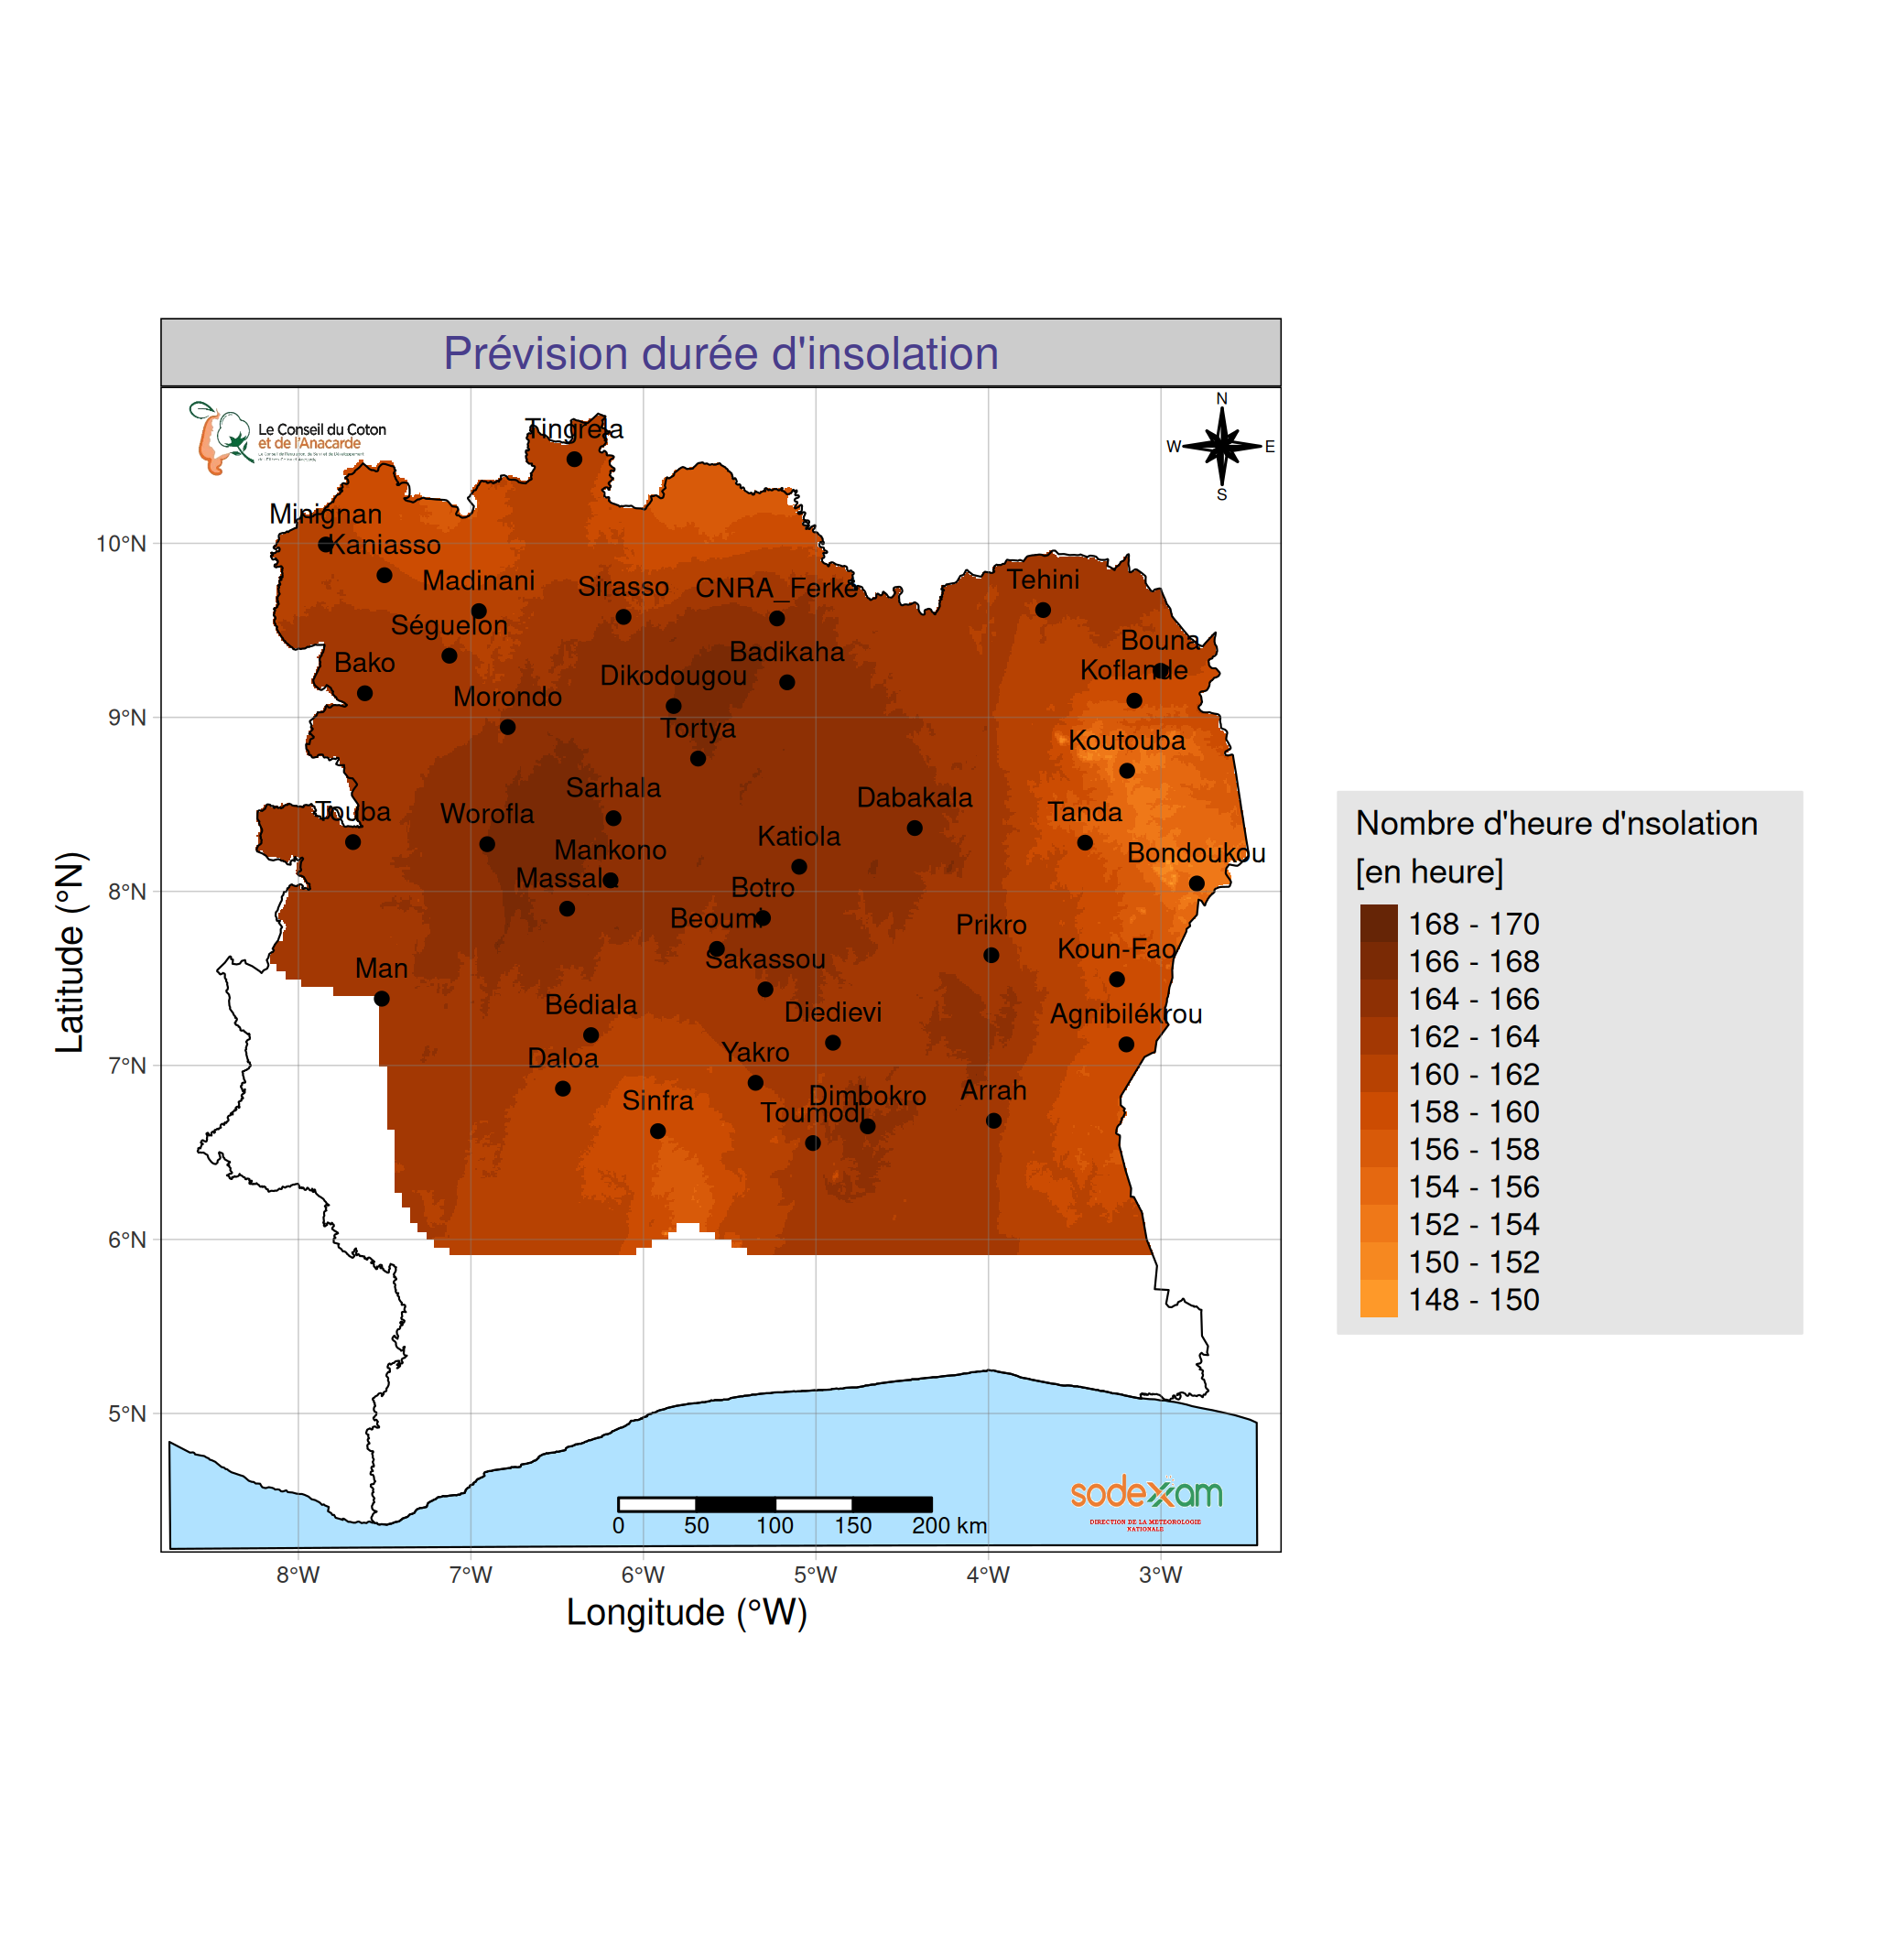 Prévision durée d'insolation
Le Conseil du Coton
et de l'Anacarde
N
W
E
S
Tingrela
Minignan
Kaniasso
Madinani
Sirasso
CNRA_Ferké
Tehini
Séguelon
Bouna
Badikaha
Bako
Dikodougou
Koflande
Morondo
Tortya
Koutouba
Sarhala
Dabakala
Touba
Worofla
Tanda
Katiola
Mankono
Bondoukou
Massala
Botro
Beoumi
Prikro
Koun-Fao
Sakassou
Man
Bédiala
Diedievi
Agnibilékrou
Daloa
Yakro
Sinfra
Dimbokro
Arrah
Toumodi
10°N
9°N
8°N
7°N
6°N
5°N
Latitude (°N)
0 50 100 150 200 km
sodexam
DIRECTION DE LA METEOROLOGIE
NATIONALE
8°W 7°W 6°W 5°W 4°W 3°W
Longitude (°W)
Nombre d'heure d'nsolation
[en heure]
168 - 170
166 - 168
164 - 166
162 - 164
160 - 162
158 - 160
156 - 158
154 - 156
152 - 154
150 - 152
148 - 150